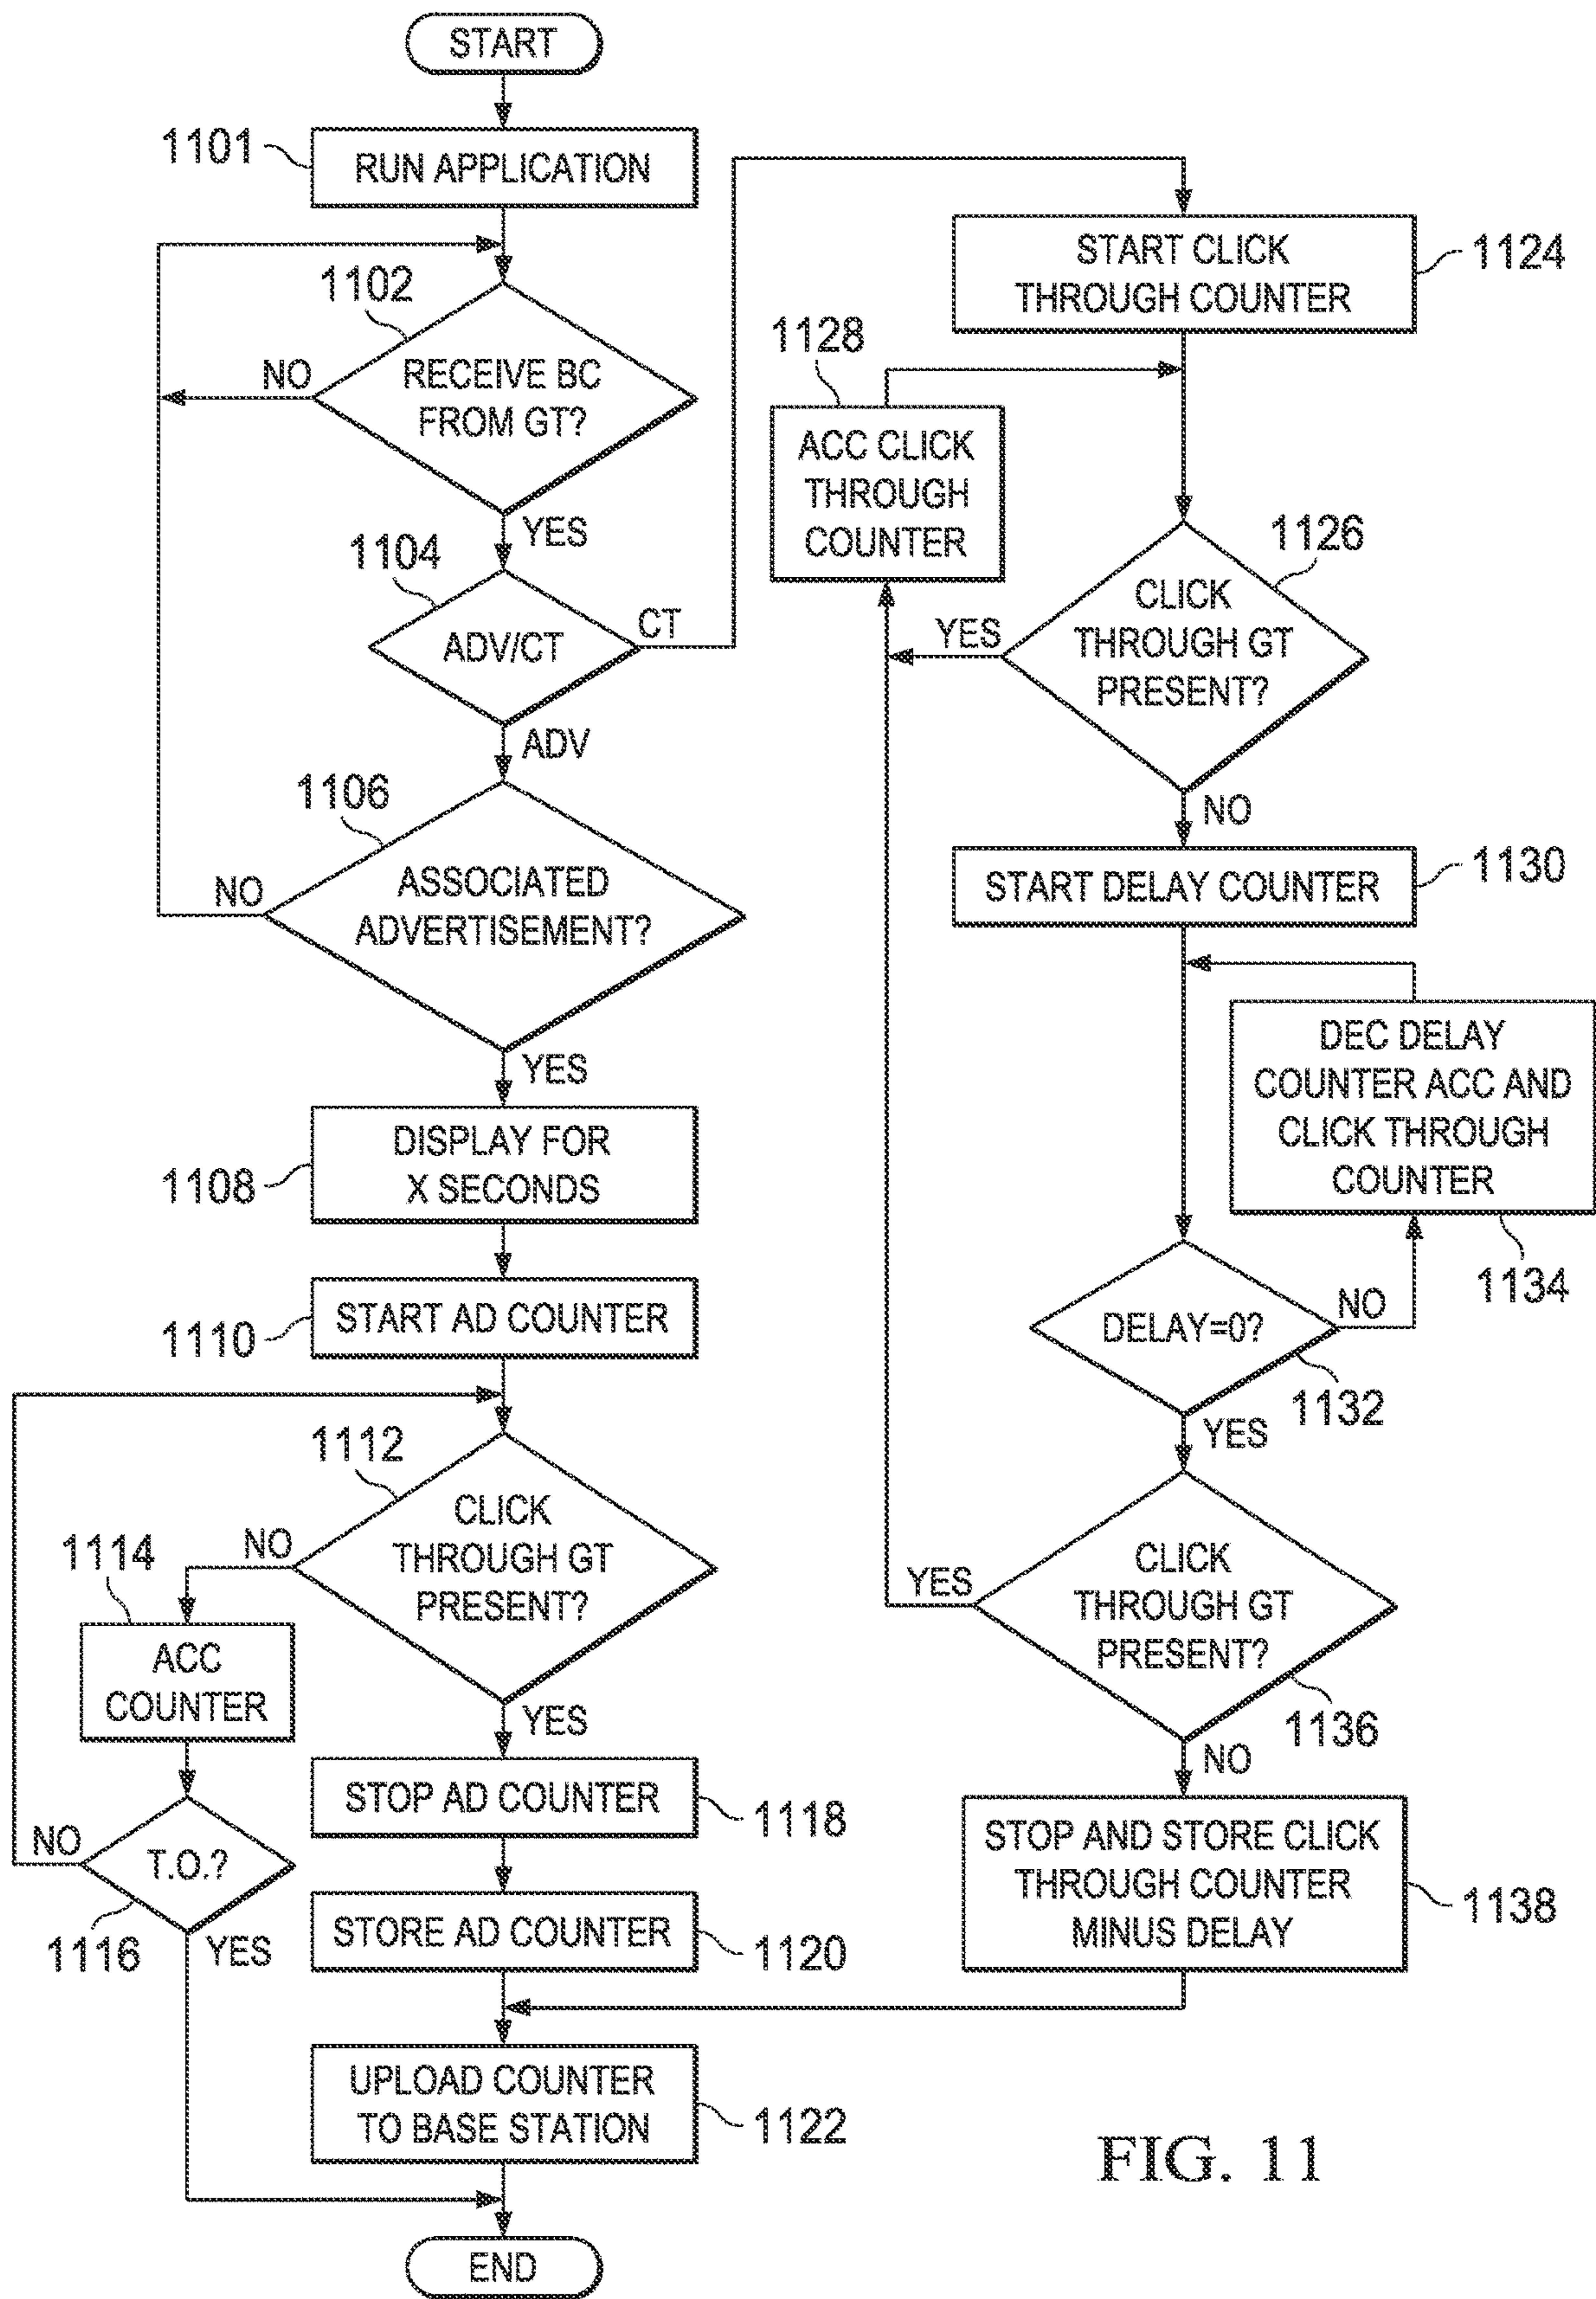 START
1101
RUN APPLICATION
1102
RECEIVE BC
FROM GT?
NO
YES
1104
ADV/CT
CT
ADV
1106
ASSOCIATED
ADVERTISEMENT?
NO
YES
DISPLAY FOR
X SECONDS
1108
START AD COUNTER
1110
1112
CLICK
THROUGH GT
PRESENT?
NO
YES
1114
ACC
COUNTER
T.O.?
NO
1116
YES
STOP AD COUNTER
1118
STORE AD COUNTER
1120
UPLOAD COUNTER
TO BASE STATION
1122
END
START CLICK
THROUGH COUNTER
1124
1128
ACC CLICK
THROUGH
COUNTER
1126
CLICK
THROUGH GT
PRESENT?
YES
NO
START DELAY COUNTER
1130
DEC DELAY
COUNTER ACC AND
CLICK THROUGH
COUNTER
1134
DELAY=0?
NO
1132
YES
CLICK
THROUGH GT
PRESENT?
YES
1136
NO
STOP AND STORE CLICK
THROUGH COUNTER
MINUS DELAY
1138
FIG. 11